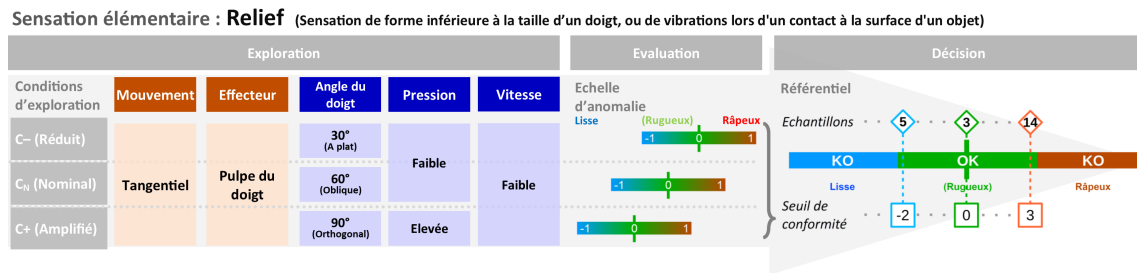 Sensation élémentaire : Relief (Sensation de forme inférieure à la taille d’un doigt, ou de vibrations lors d'un contact à la surface d'un objet)
Exploration Evaluation Décision
Conditions d’exploration Mouvement Effecteur Angle du doigt Pression Vitesse
Echelle d’anomalie
Référentiel
Lisse (Rugueux) Râpeux
Echantillons 5 3 14
C– (Réduit) 30° (A plat) -1 0 1
Faible
KO OK KO
C_N (Nominal) Tangentiel Pulpe du doigt 60° (Oblique) Faible -1 0 1
Lisse (Rugueux) Râpeux
Seuil de conformité -2 0 3
C+ (Amplifié) 90° (Orthogonal) Elevée -1 0 1